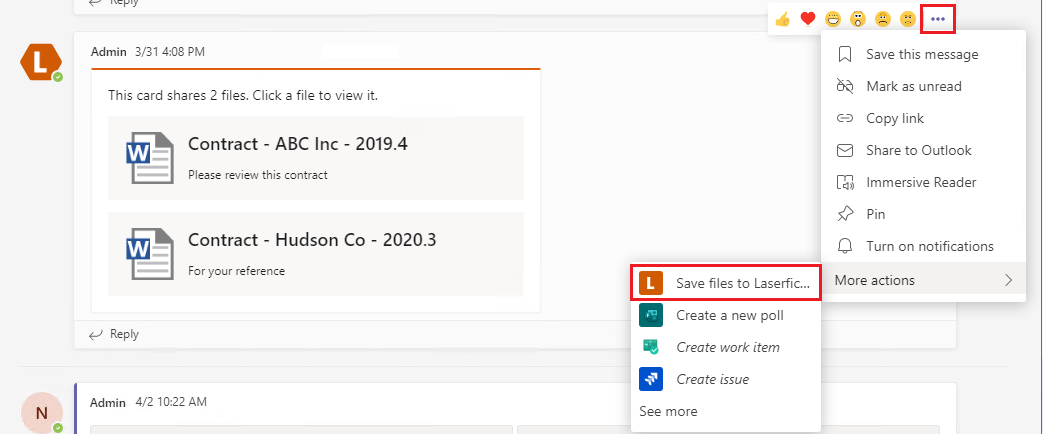 Reply
L
Admin 3/31 4:08 PM
This card shares 2 files. Click a file to view it.
W
Contract - ABC Inc - 2019.4
Please review this contract
W
Contract - Hudson Co - 2020.3
For your reference
Reply
N
Admin 4/2 10:22 AM
Save this message
Mark as unread
Copy link
Share to Outlook
Immersive Reader
Pin
Turn on notifications
More actions
L Save files to Laserfic...
Create a new poll
Create work item
Create issue
See more